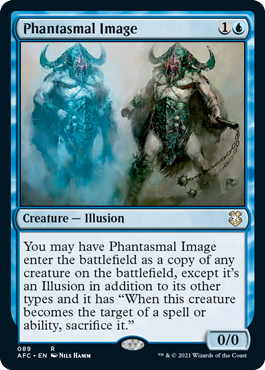 Phantasmal Image 1
Creature — Illusion
You may have Phantasmal Image
enter the battlefield as a copy of any
creature on the battlefield, except it's
an Illusion in addition to its other
types and it has “When this creature
becomes the target of a spell or
ability, sacrifice it.”
0/0
089 R
AFC • EN Nils Hamm ™ & © 2021 Wizards of the Coast